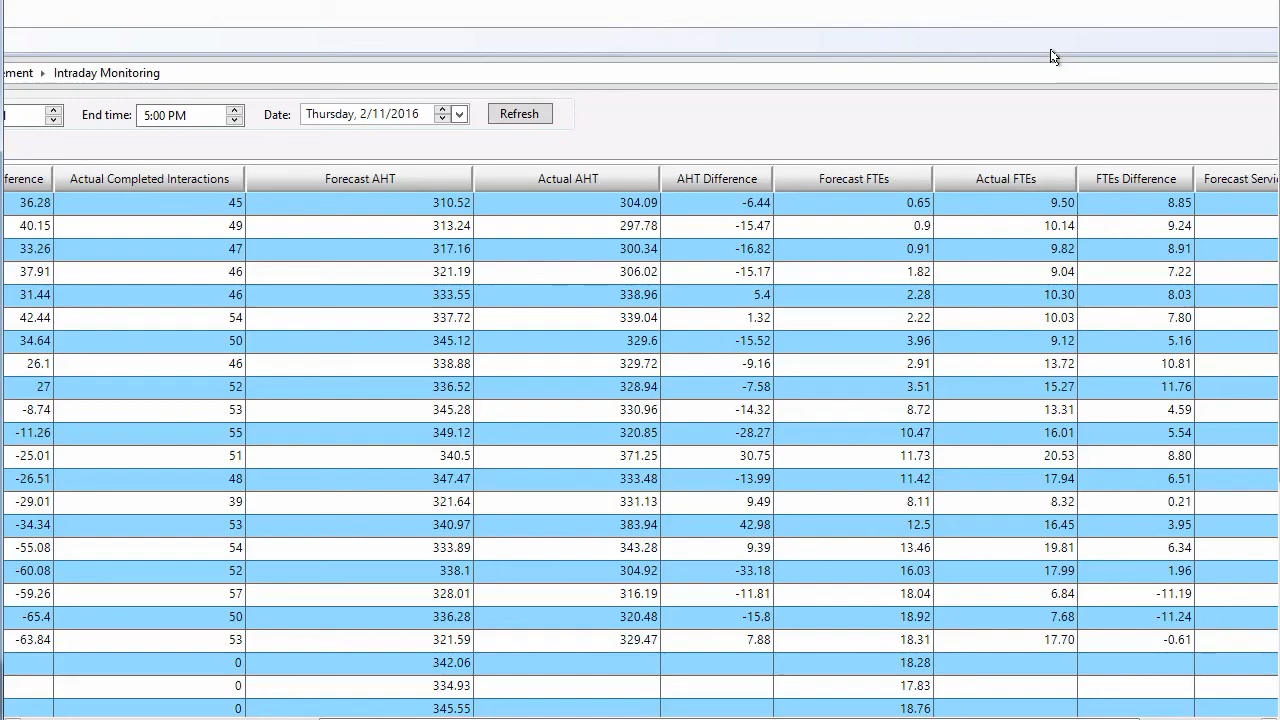 ement ▸ Intraday Monitoring
End time: 5:00 PM Date: Thursday, 2/11/2016 Refresh
ference Actual Completed Interactions Forecast AHT Actual AHT AHT Difference Forecast FTEs Actual FTEs FTEs Difference Forecast Servi
36.28 45 310.52 304.09 -6.44 0.65 9.50 8.85
40.15 49 313.24 297.78 -15.47 0.9 10.14 9.24
33.26 47 317.16 300.34 -16.82 0.91 9.82 8.91
37.91 46 321.19 306.02 -15.17 1.82 9.04 7.22
31.44 46 333.55 338.96 5.4 2.28 10.30 8.03
42.44 54 337.72 339.04 1.32 2.22 10.03 7.80
34.64 50 345.12 329.6 -15.52 3.96 9.12 5.16
26.1 46 338.88 329.72 -9.16 2.91 13.72 10.81
27 52 336.52 328.94 -7.58 3.51 15.27 11.76
-8.74 53 345.28 330.96 -14.32 8.72 13.31 4.59
-11.26 55 349.12 320.85 -28.27 10.47 16.01 5.54
-25.01 51 340.5 371.25 30.75 11.73 20.53 8.80
-26.51 48 347.47 333.48 -13.99 11.42 17.94 6.51
-29.01 39 321.64 331.13 9.49 8.11 8.32 0.21
-34.34 53 340.97 383.94 42.98 12.5 16.45 3.95
-55.08 54 333.89 343.28 9.39 13.46 19.81 6.34
-60.08 52 338.1 304.92 -33.18 16.03 17.99 1.96
-59.26 57 328.01 316.19 -11.81 18.04 6.84 -11.19
-65.4 50 336.28 320.48 -15.8 18.92 7.68 -11.24
-63.84 53 321.59 329.47 7.88 18.31 17.70 -0.61
0 342.06 18.28
0 334.93 17.83
0 345.55 18.76